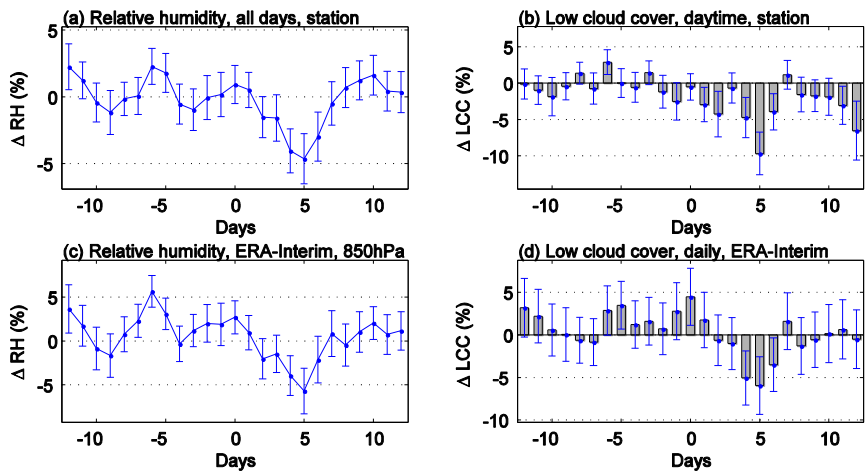 (a) Relative humidity, all days, station
Δ RH (%)
5
0
-5
-10 -5 0 5 10
Days
(b) Low cloud cover, daytime, station
Δ LCC (%)
5
0
-5
-10
-10 -5 0 5 10
Days
(c) Relative humidity, ERA-Interim, 850hPa
Δ RH (%)
5
0
-5
-10 -5 0 5 10
Days
(d) Low cloud cover, daily, ERA-Interim
Δ LCC (%)
5
0
-5
-10
-10 -5 0 5 10
Days